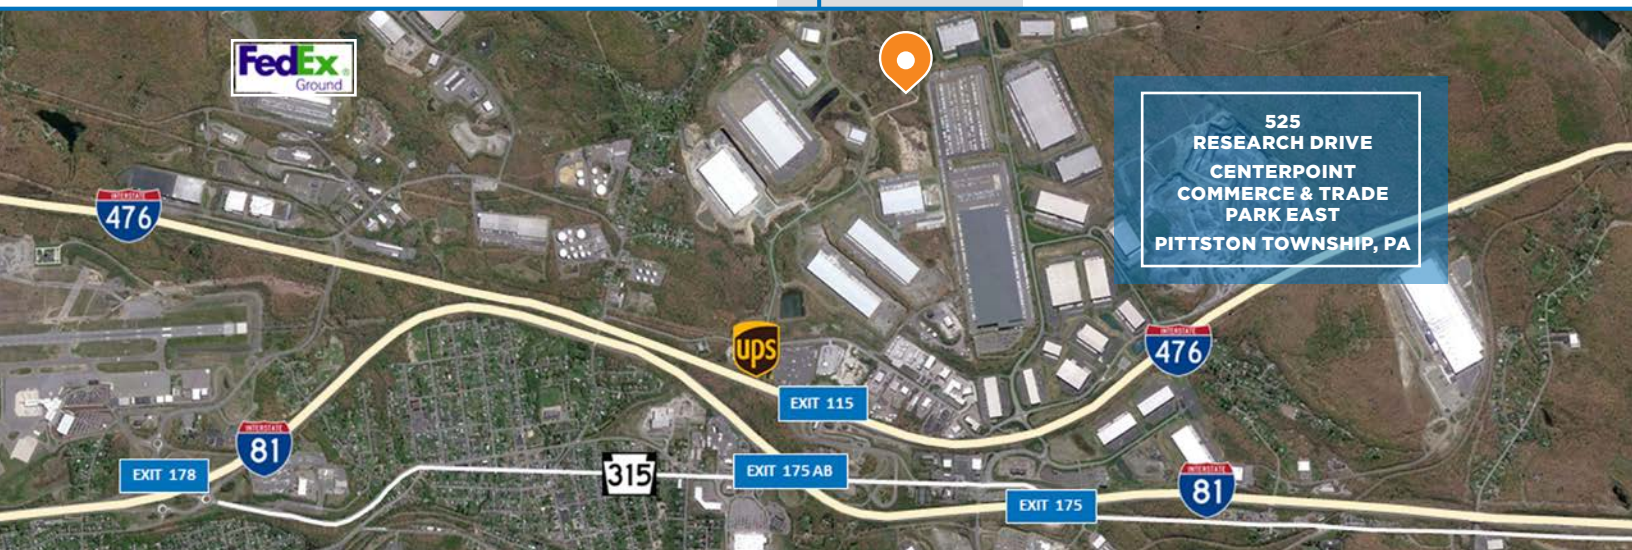 FedEx
Ground
525
RESEARCH DRIVE
CENTERPOINT
COMMERCE & TRADE
PARK EAST
PITTSTON TOWNSHIP, PA
INTERSTATE
476
ups
INTERSTATE
476
EXIT 115
INTERSTATE
81
EXIT 178
315
EXIT 175 AB
INTERSTATE
81
EXIT 175